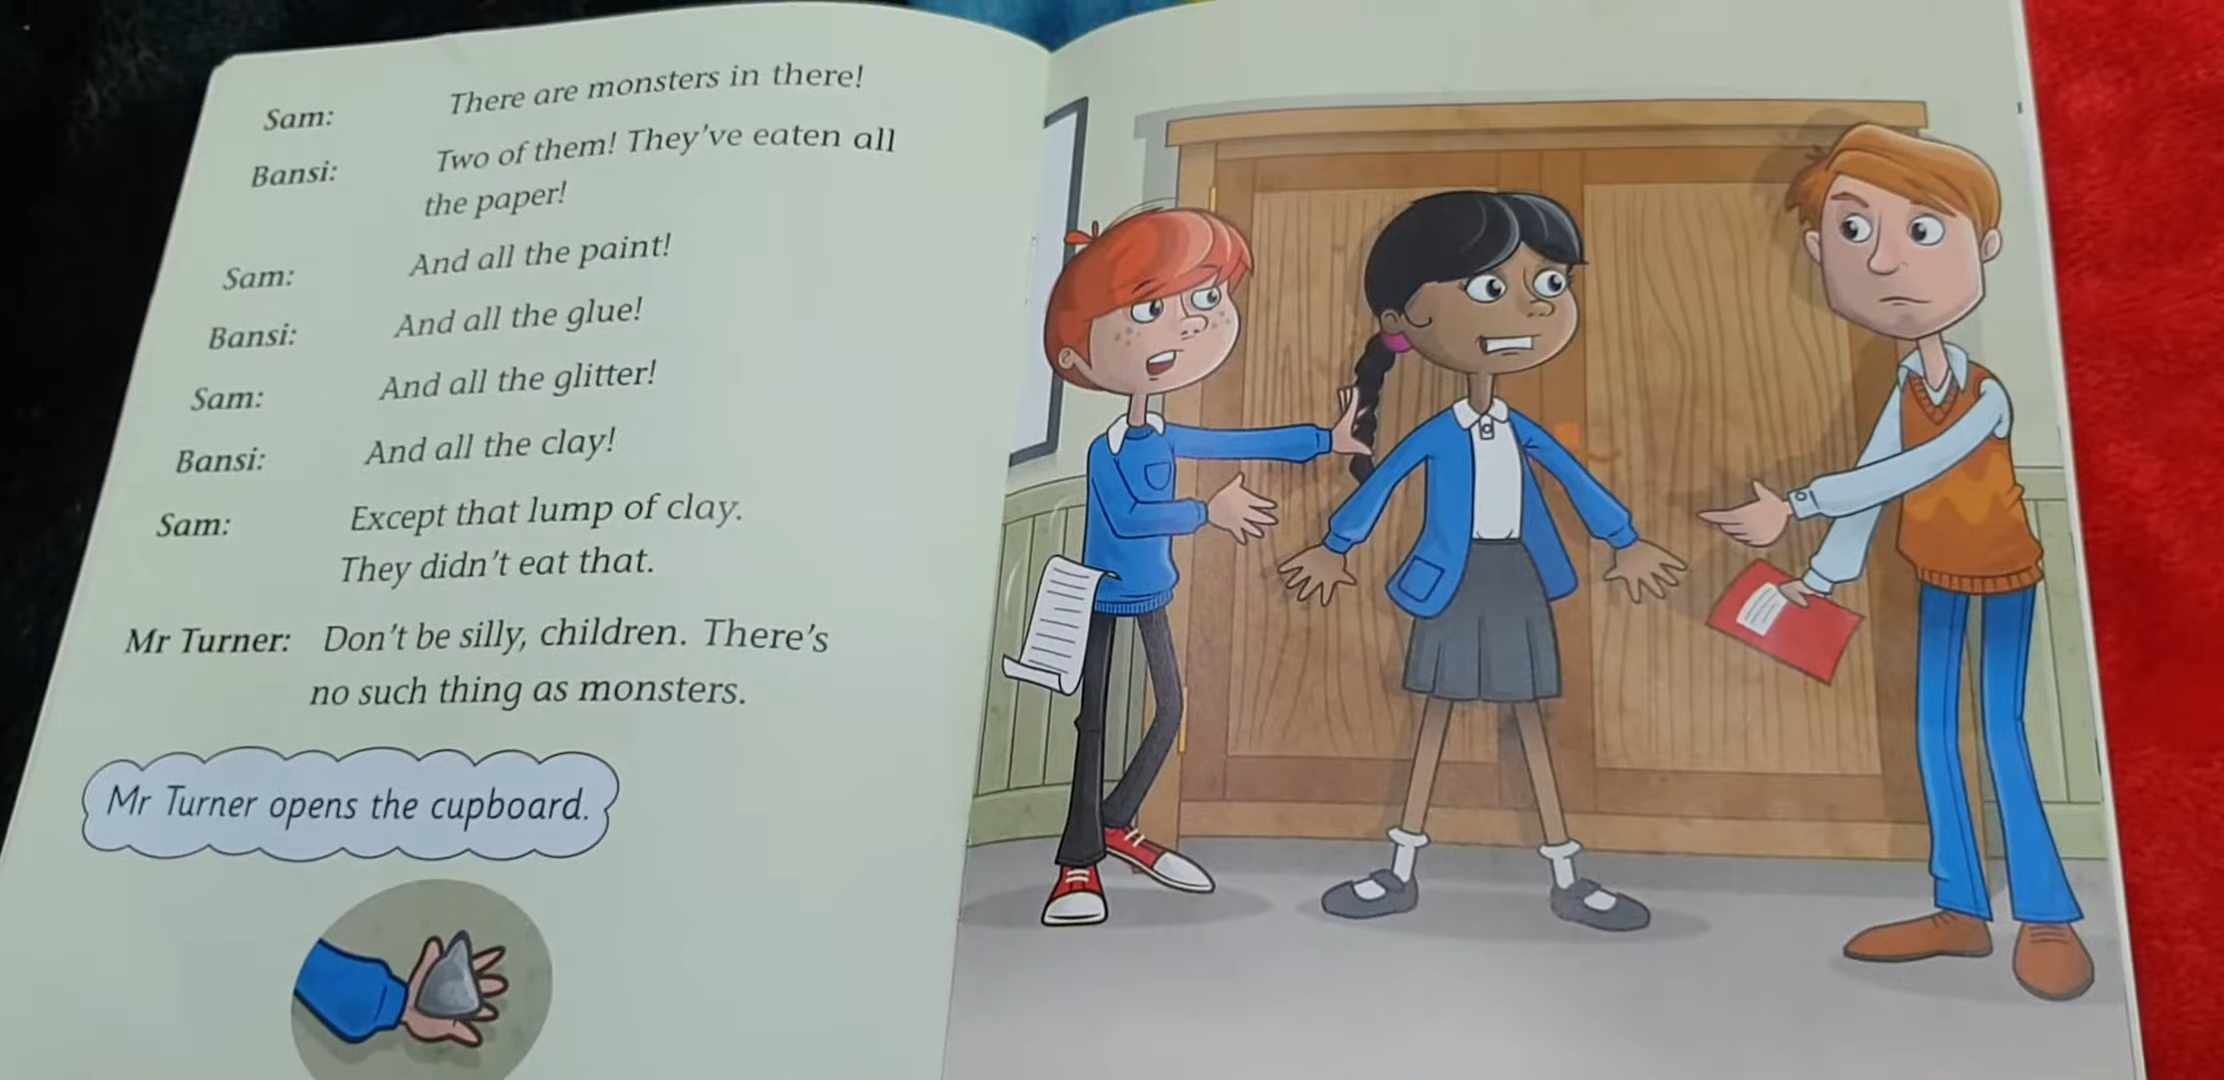 Sam: There are monsters in there!
Bansi: Two of them! They've eaten all
the paper!
Sam: And all the paint!
Bansi: And all the glue!
Sam: And all the glitter!
Bansi: And all the clay!
Sam: Except that lump of clay.
They didn't eat that.
Mr Turner: Don't be silly, children. There's
no such thing as monsters.
Mr Turner opens the cupboard.